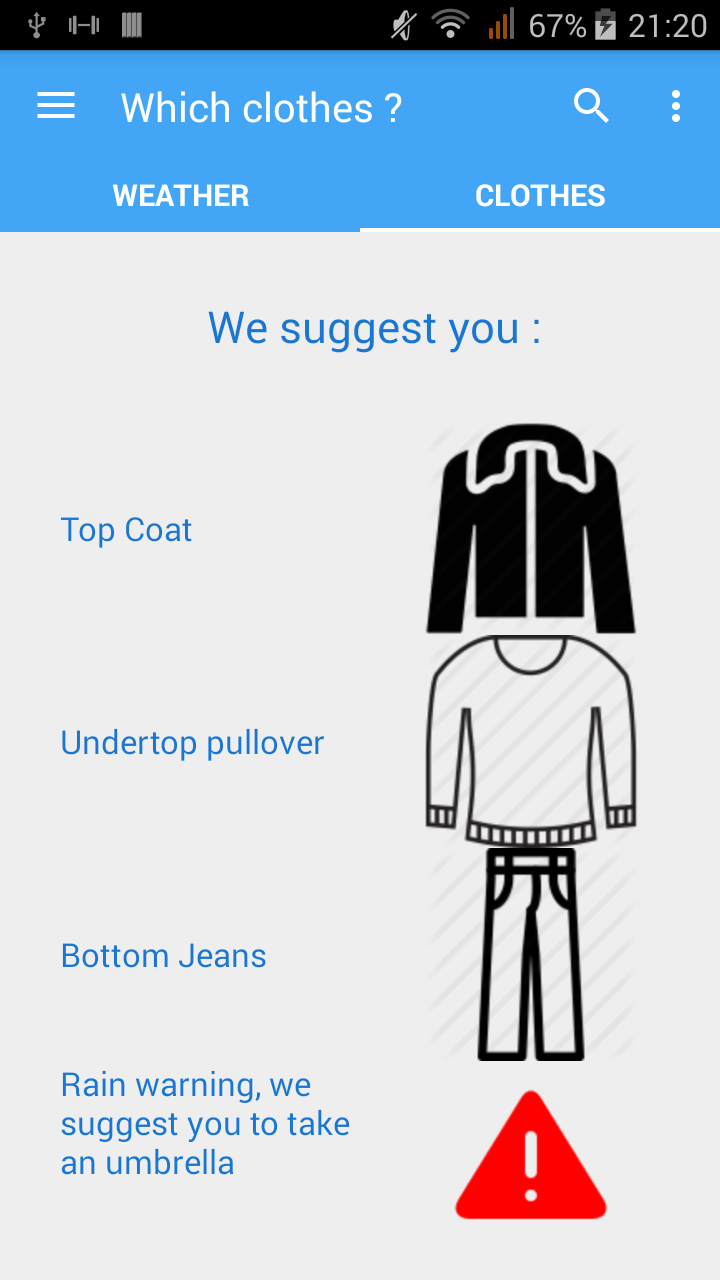 67% 21:20
Which clothes ?
WEATHER CLOTHES
We suggest you :
Top Coat
Undertop pullover
Bottom Jeans
Rain warning, we
suggest you to take
an umbrella